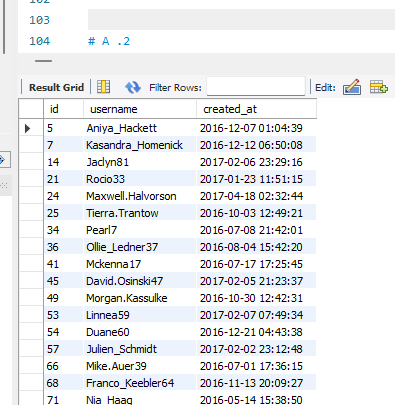 103
104 # A .2
Result Grid Filter Rows: Edit:
id username created_at
5 Aniya_Hackett 2016-12-07 01:04:39
7 Kasandra_Homenick 2016-12-12 06:50:08
14 Jaclyn81 2017-02-06 23:29:16
21 Rocio33 2017-01-23 11:51:15
24 Maxwell.Halvorson 2017-04-18 02:32:44
25 Tierra.Trantow 2016-10-03 12:49:21
34 Pearl7 2016-07-08 21:42:01
36 Ollie_Ledner37 2016-08-04 15:42:20
41 Mckenna17 2016-07-17 17:25:45
45 David.Osinski47 2017-02-05 21:23:37
49 Morgan.Kassulke 2016-10-30 12:42:31
53 Linnea59 2017-02-07 07:49:34
54 Duane60 2016-12-21 04:43:38
57 Julien_Schmidt 2017-02-02 23:12:48
66 Mike.Auer39 2016-07-01 17:36:15
68 Franco_Keebler64 2016-11-13 20:09:27
71 Nia_Haag 2016-05-14 15:38:50